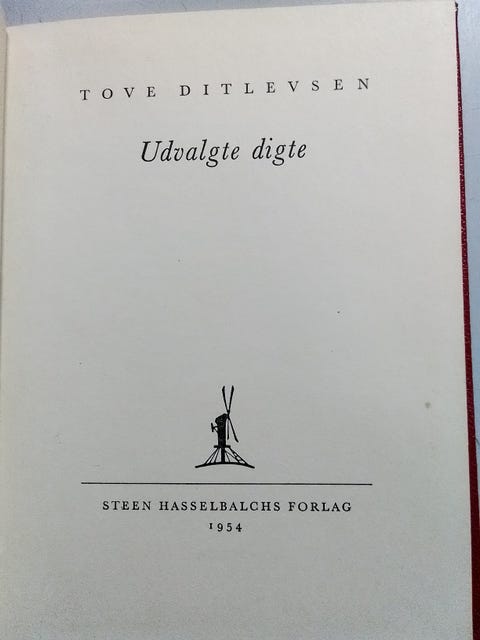 TOVE DITLEVSEN
Udvalgte digte
STEEN HASSELBALCHS FORLAG
1954